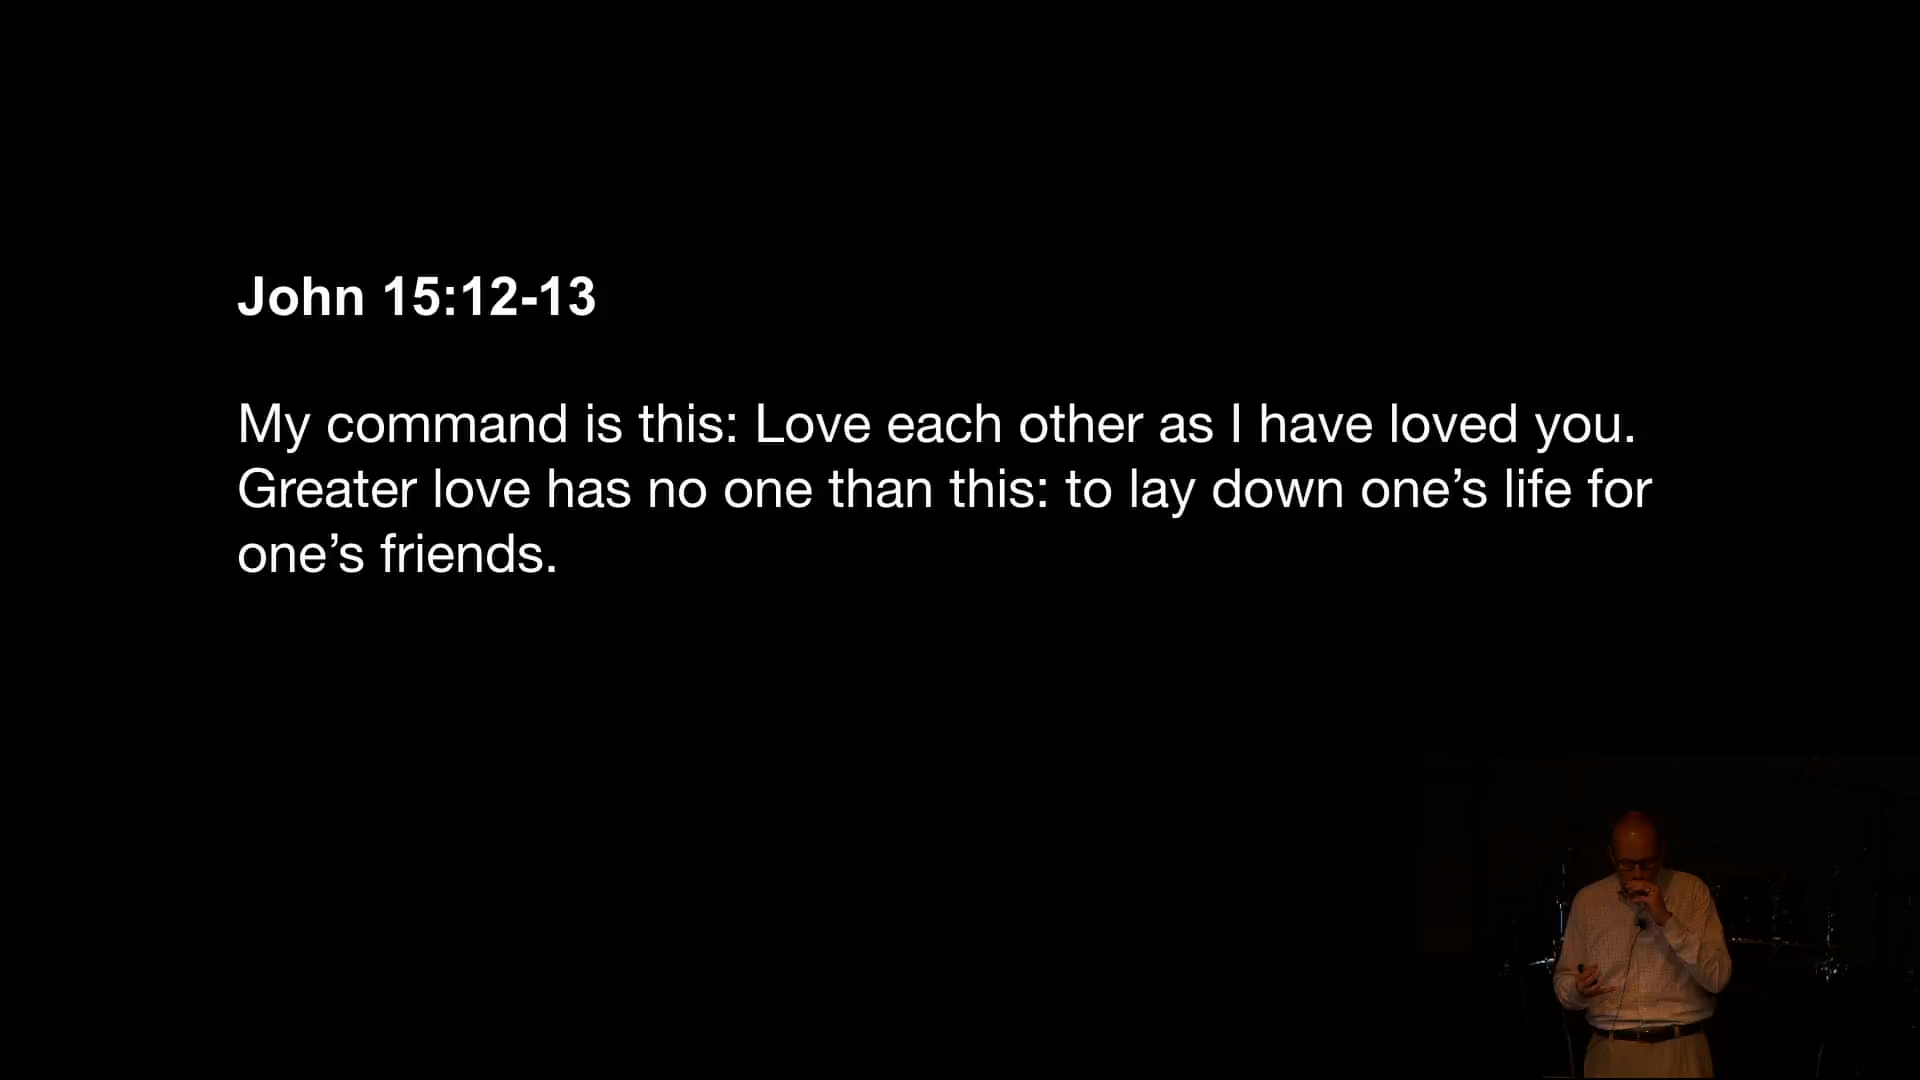 John 15:12-13
My command is this: Love each other as I have loved you.
Greater love has no one than this: to lay down one’s life for
one’s friends.